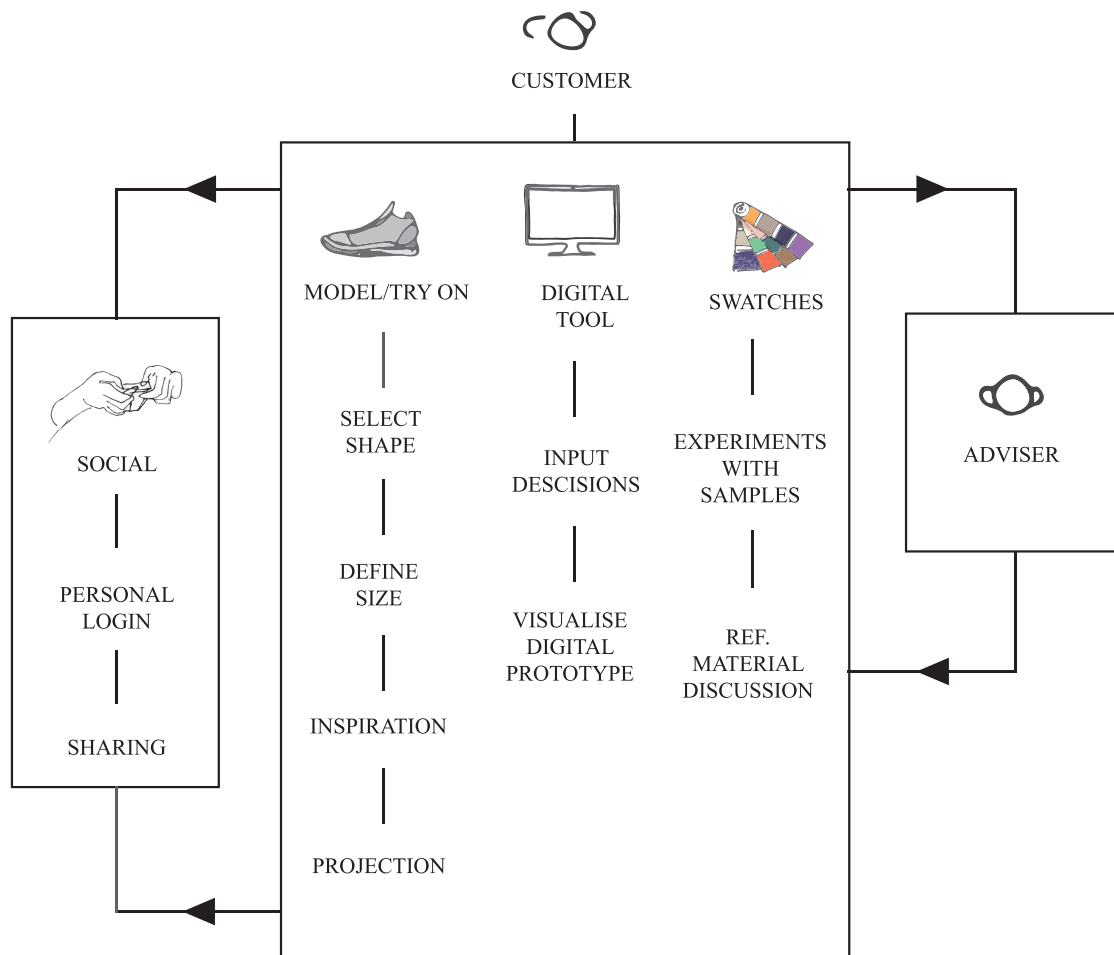 CUSTOMER
MODEL/TRY ON
SELECT
SHAPE
DEFINE
SIZE
INSPIRATION
PROJECTION
DIGITAL
TOOL
INPUT
DESCISIONS
VISUALISE
DIGITAL
PROTOTYPE
SWATCHES
EXPERIMENTS
WITH
SAMPLES
REF.
MATERIAL
DISCUSSION
SOCIAL
PERSONAL
LOGIN
SHARING
ADVISER